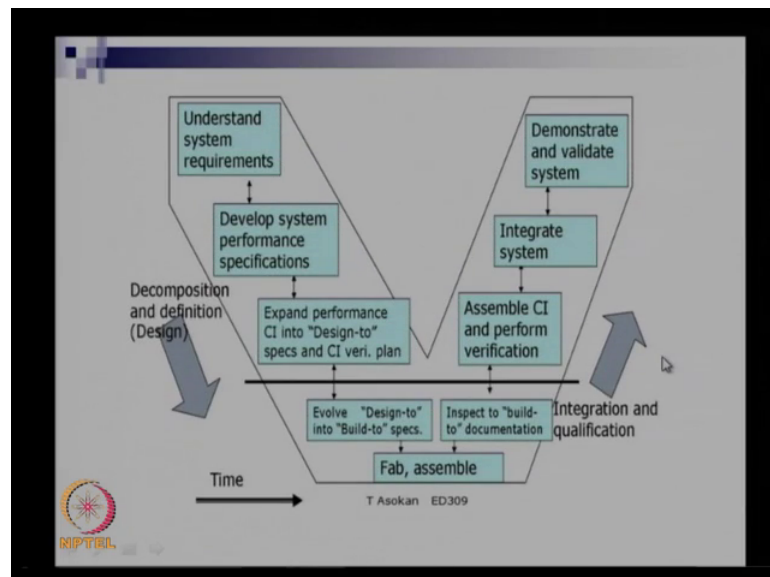 Understand
system
requirements
Develop system
performance
specifications
Decomposition
and definition
(Design)
Expand performance
CI into "Design-to"
specs and CI veri. plan
Evolve "Design-to"
into "Build-to" specs.
Fab, assemble
Inspect to "build-
to" documentation
Assemble CI
and perform
verification
Integrate
system
Demonstrate
and validate
system
Integration and
qualification
Time
T Asokan ED309
NPTEL